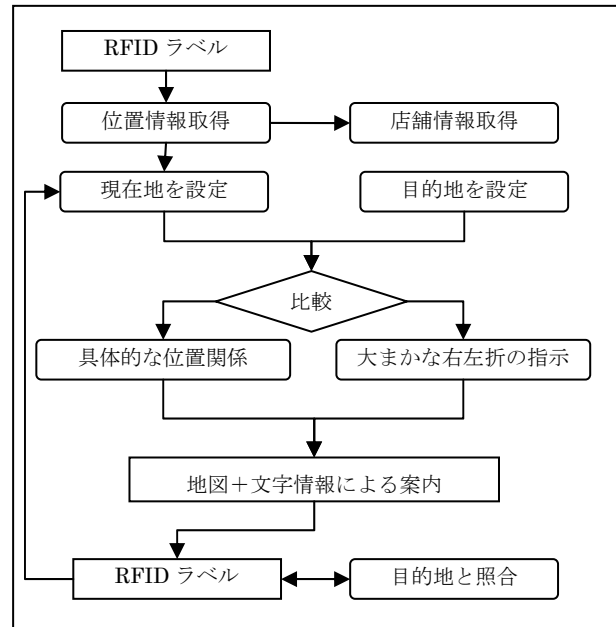 RFID ラベル
位置情報取得
店舗情報取得
現在地を設定
目的地を設定
比較
具体的な位置関係
大まかな右左折の指示
地図＋文字情報による案内
RFID ラベル
目的地と照合